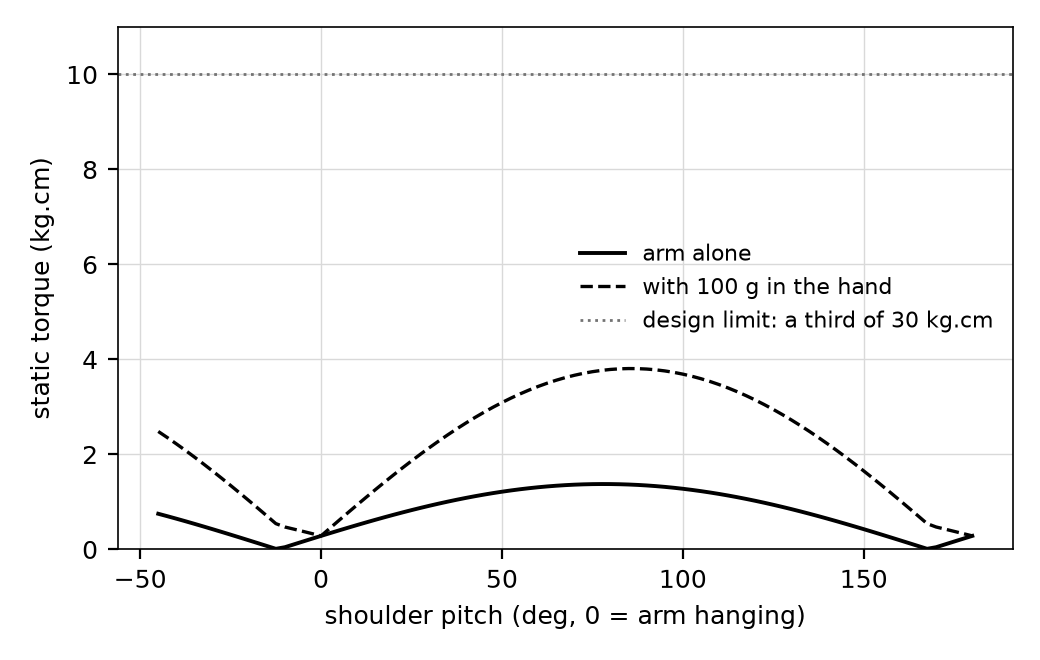 static torque (kg.cm)
10
8
6
4
2
0
arm alone
with 100 g in the hand
design limit: a third of 30 kg.cm
−50
0
50
100
150
shoulder pitch (deg, 0 = arm hanging)